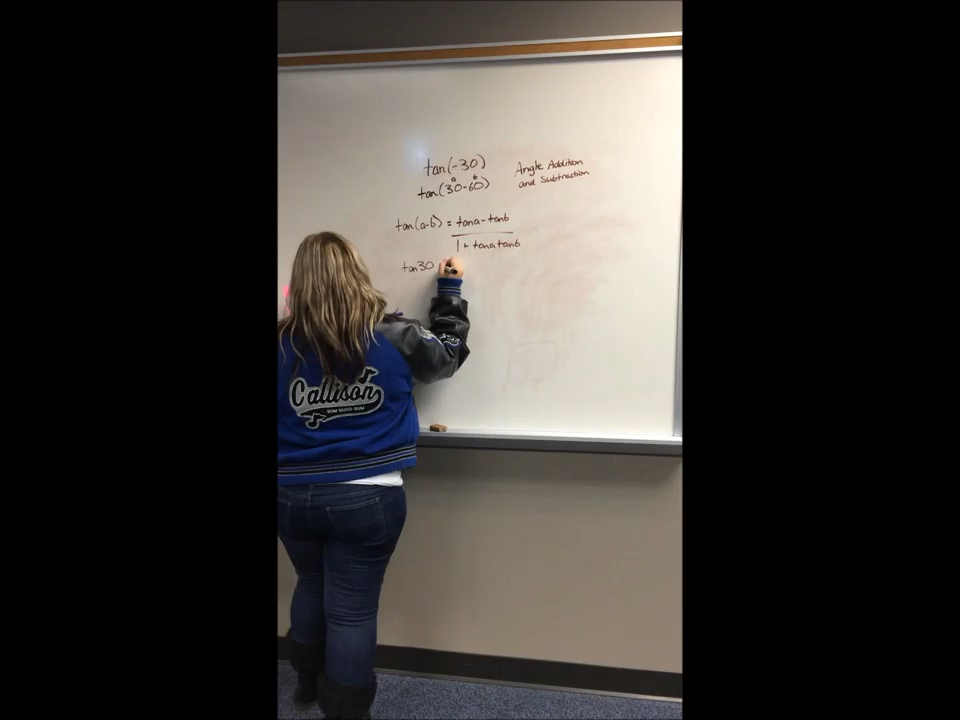 tan(-30)
Angle Addition
and Subtraction
a b
tan(30-60)
tan(a-b) = tana - tanb
1 + tana tanb
tan30
Callison